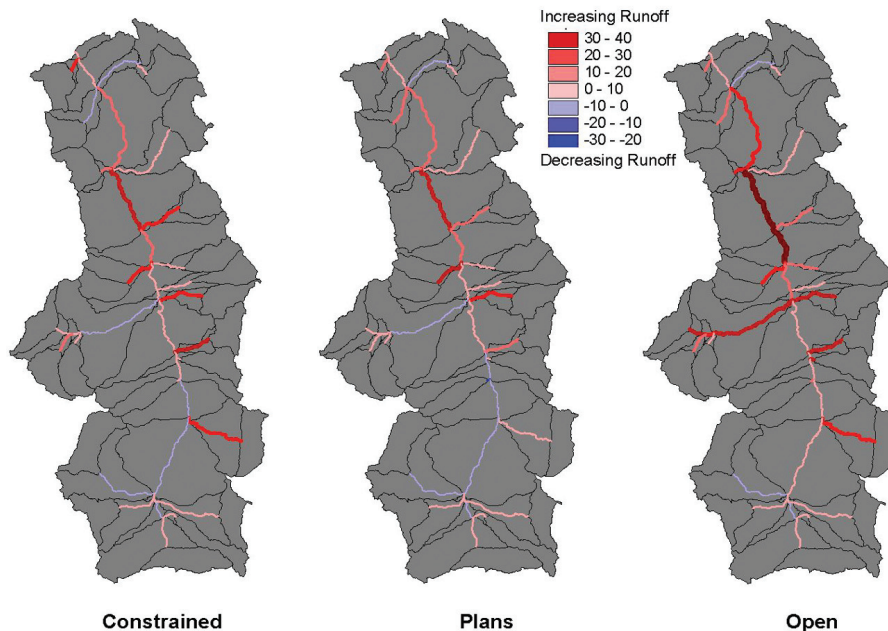 Increasing Runoff
30 - 40
20 - 30
10 - 20
0 - 10
-10 - 0
-20 - -10
-30 - -20
Decreasing Runoff
Constrained
Plans
Open